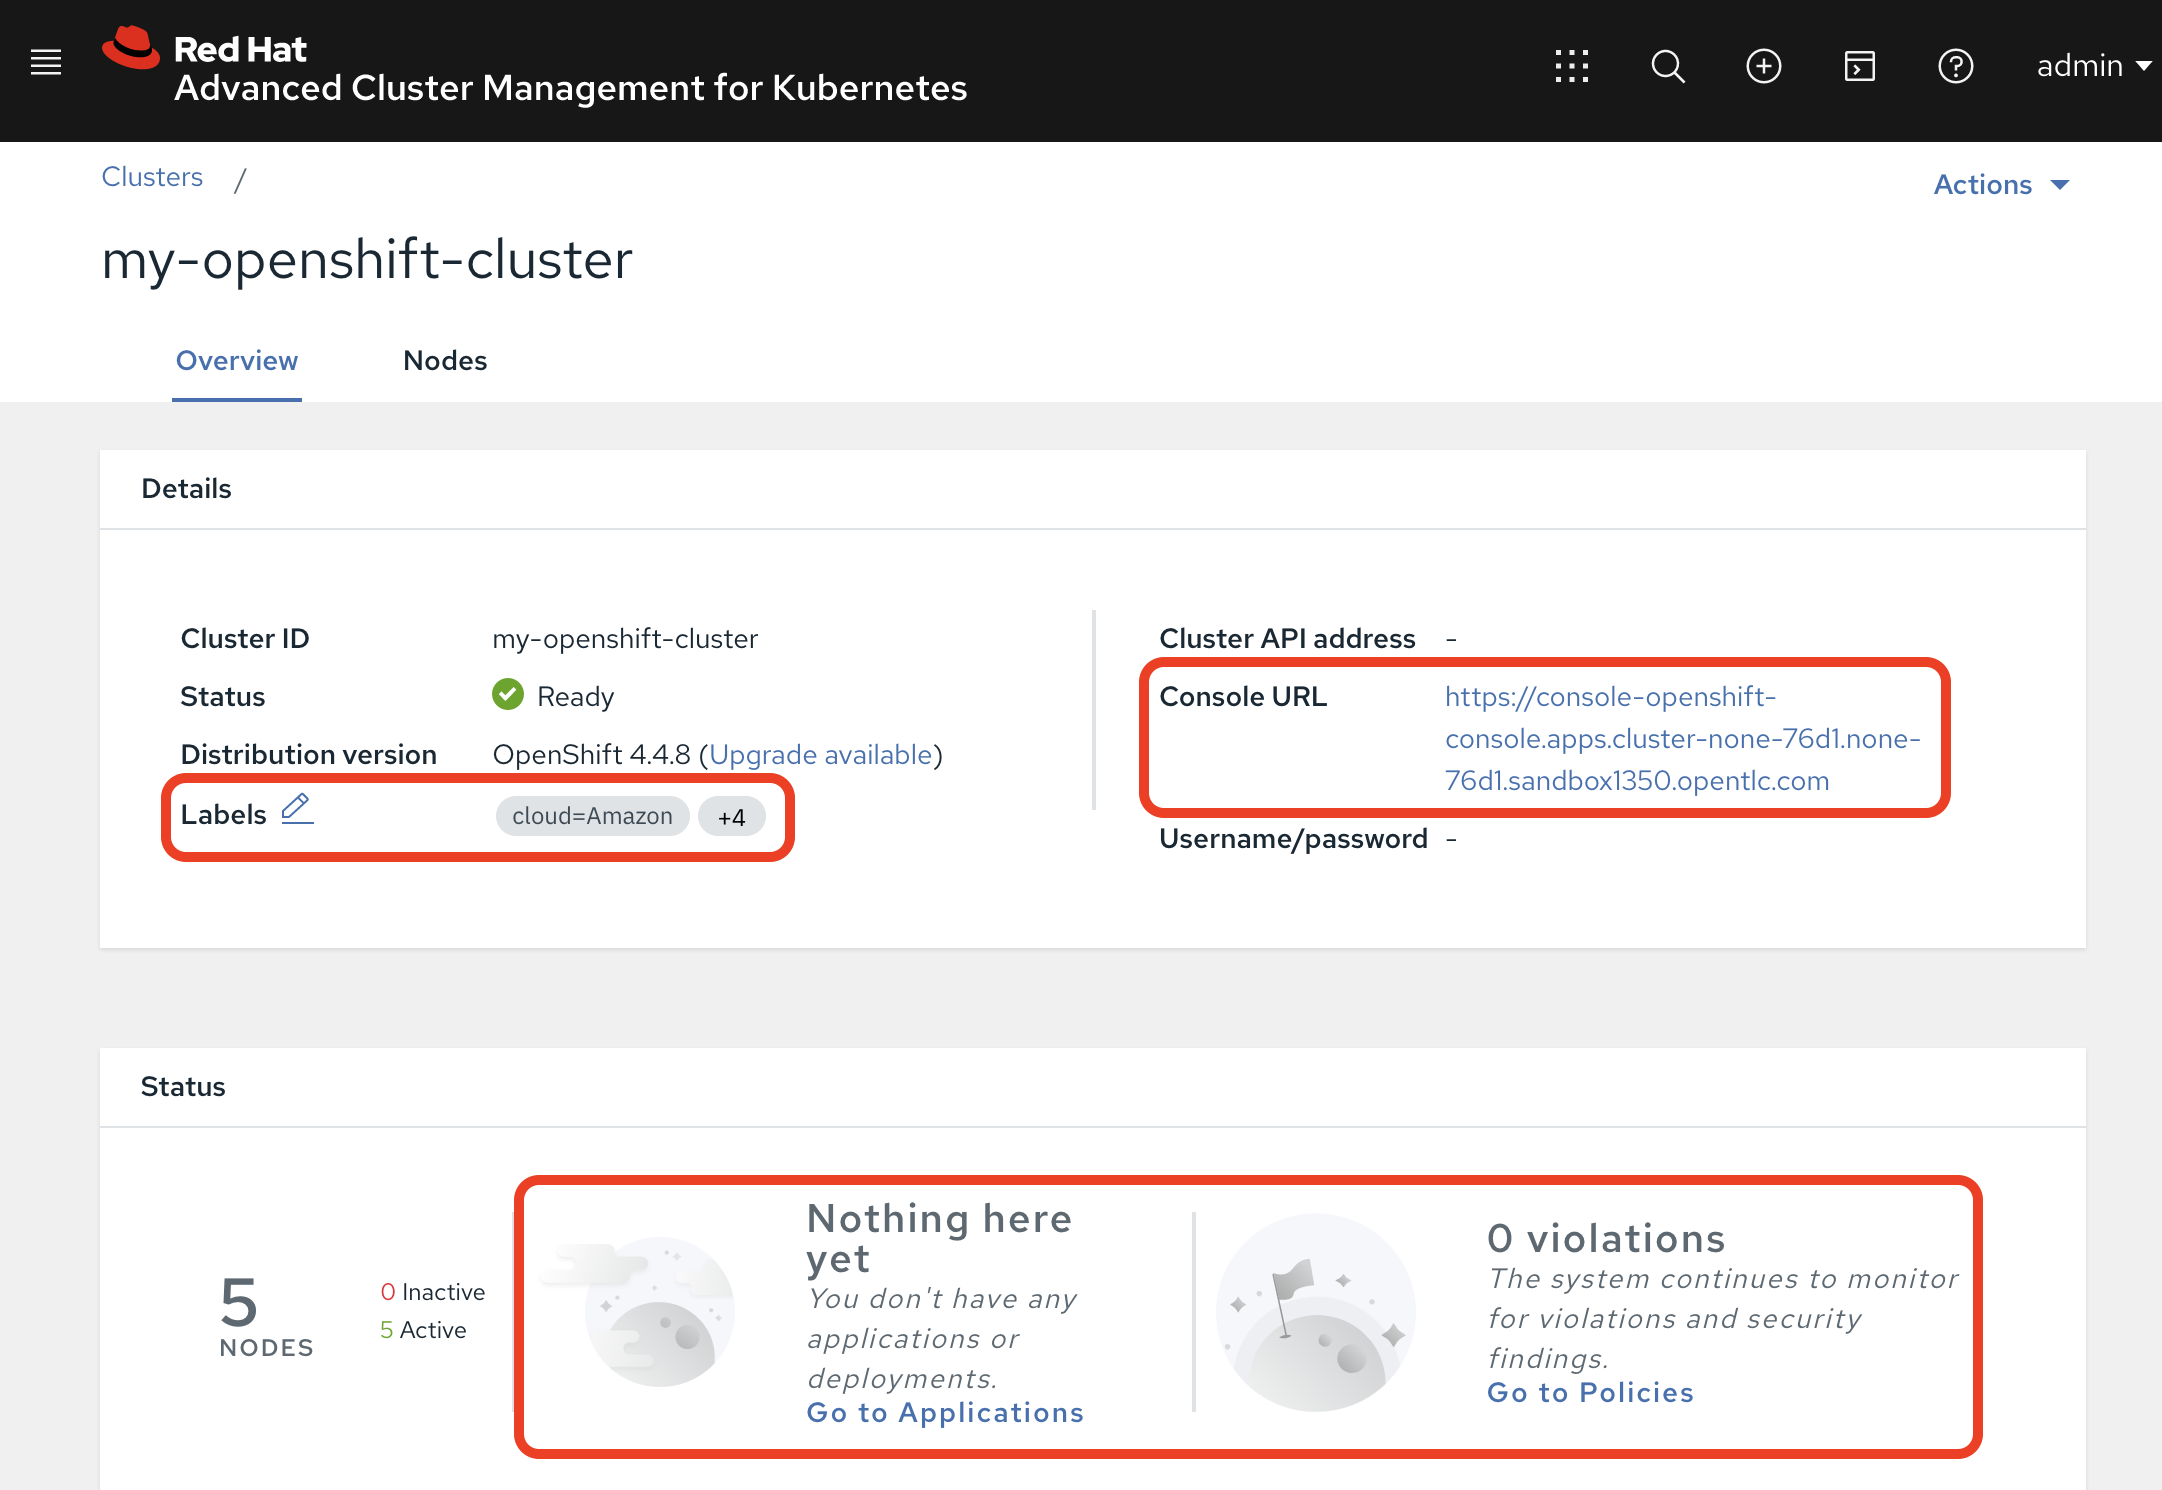 Red Hat
Advanced Cluster Management for Kubernetes
admin
Clusters /
Actions
my-openshift-cluster
Overview
Nodes
Details
Cluster ID my-openshift-cluster
Status Ready
Distribution version OpenShift 4.4.8 (Upgrade available)
Labels cloud=Amazon +4
Cluster API address -
Console URL https://console-openshift-
console.apps.cluster-none-76d1.none-
76d1.sandbox1350.opentlc.com
Username/password -
Status
5
NODES
0 Inactive
5 Active
Nothing here
yet
You don't have any
applications or
deployments.
Go to Applications
0 violations
The system continues to monitor
for violations and security
findings.
Go to Policies